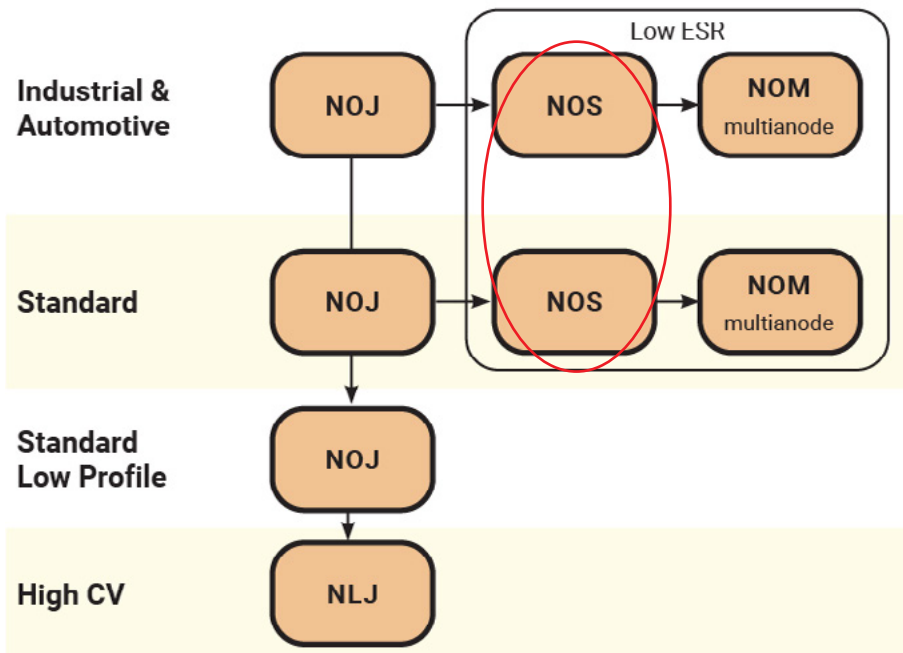 Low ESR
Industrial &
Automotive
NOJ
NOS
NOM
multianode
Standard
NOJ
NOS
NOM
multianode
Standard
Low Profile
NOJ
High CV
NLJ